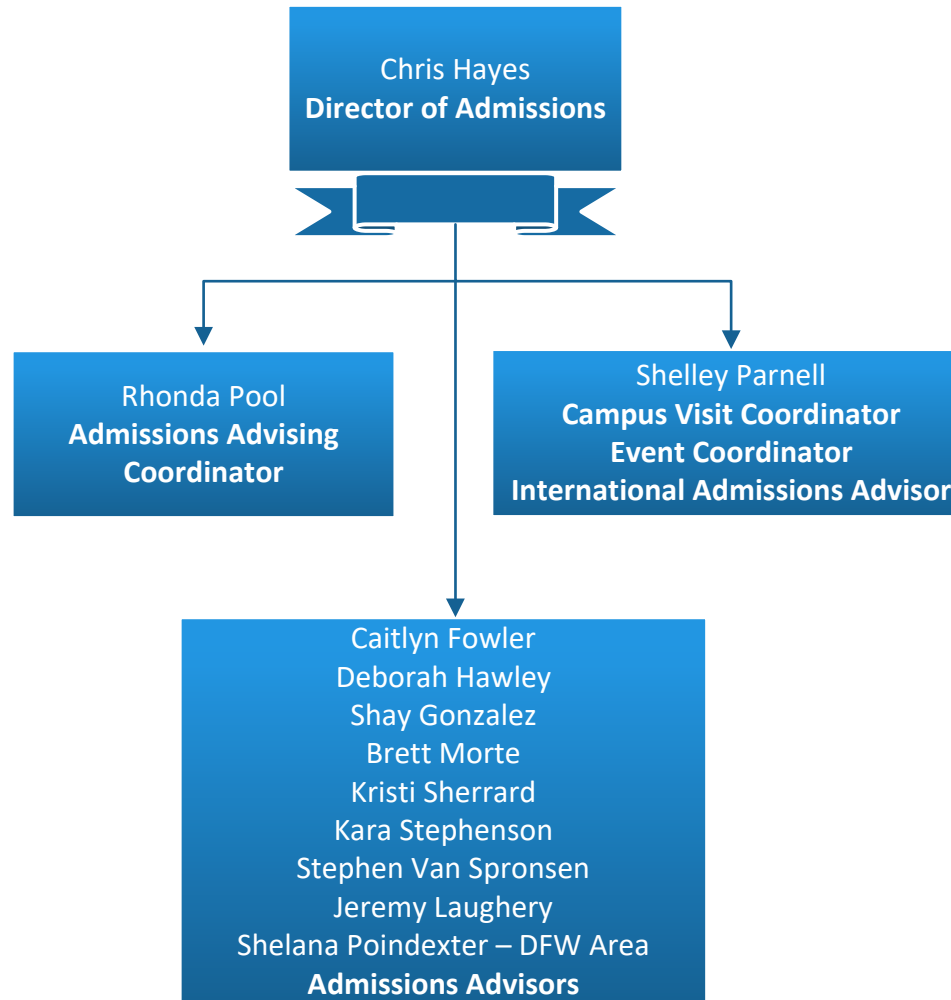 Chris Hayes
Director of Admissions
Rhonda Pool
Admissions Advising
Coordinator
Shelley Parnell
Campus Visit Coordinator
Event Coordinator
International Admissions Advisor
Caitlyn Fowler
Deborah Hawley
Shay Gonzalez
Brett Morte
Kristi Sherrard
Kara Stephenson
Stephen Van Spronsen
Jeremy Laughery
Shelana Poindexter – DFW Area
Admissions Advisors